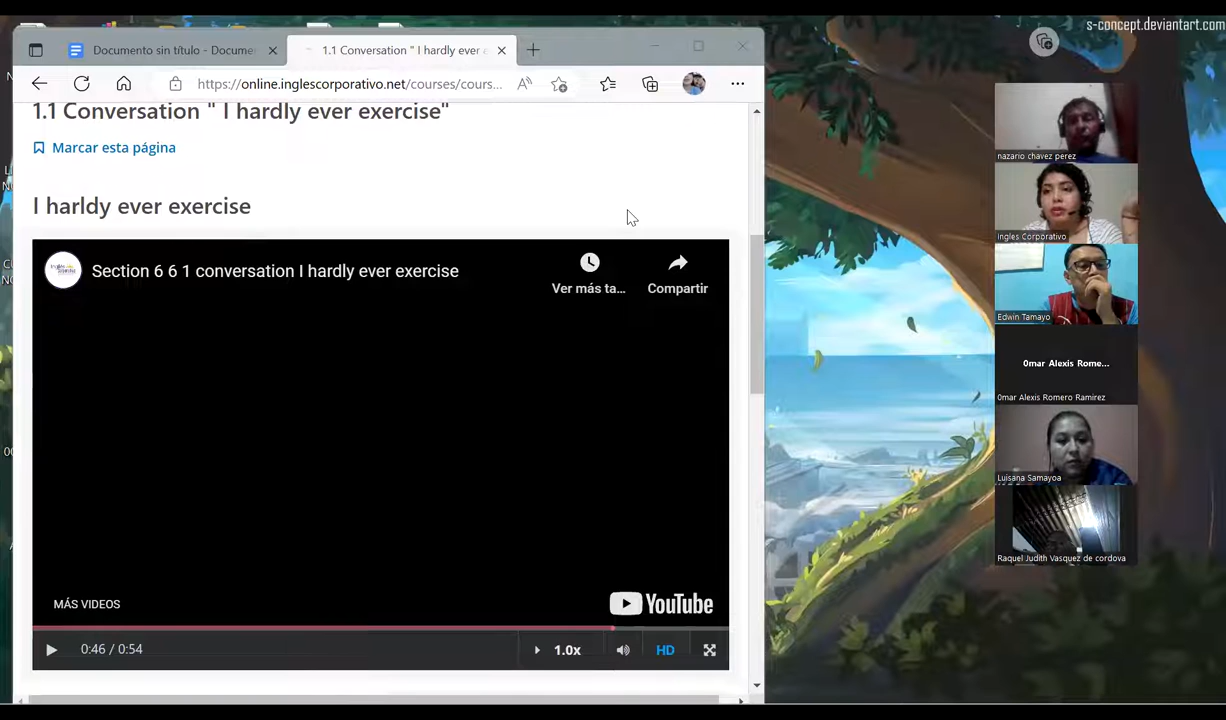 s-concept.deviantart.com
Documento sin título - Docume
1.1 Conversation " I hardly ever e
https://online.inglescorporativo.net/courses/cours...
1.1 Conversation " I hardly ever exercise"
Marcar esta página
I harldy ever exercise
Section 6 6 1 conversation I hardly ever exercise
Ver más ta...
Compartir
MÁS VIDEOS
YouTube
0:46 / 0:54
1.0x
HD
nazario chavez perez
Ingles Corporativo
Edwin Tamayo
0mar Alexis Rome...
0mar Alexis Romero Ramirez
Luisana Samayoa
Raquel Judith Vasquez de cordova